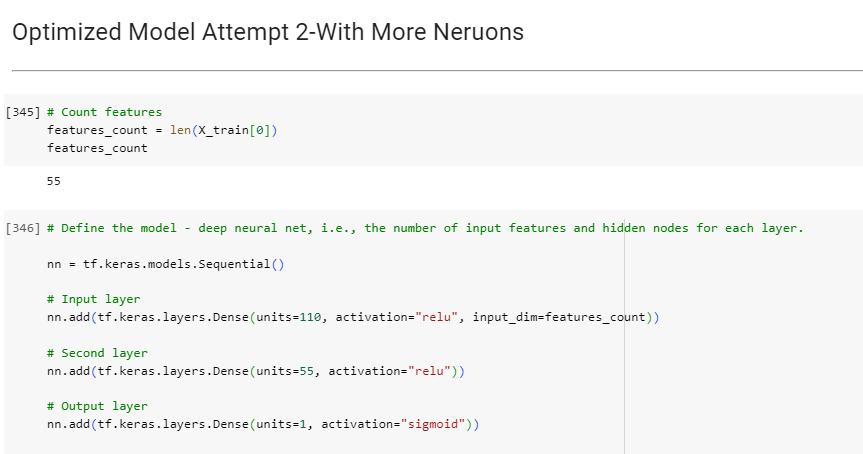 Optimized Model Attempt 2-With More Neruons
[345] # Count features
features_count = len(X_train[0])
features_count
55
[346] # Define the model - deep neural net, i.e., the number of input features and hidden nodes for each layer.
nn = tf.keras.models.Sequential()
# Input layer
nn.add(tf.keras.layers.Dense(units=110, activation="relu", input_dim=features_count))
# Second layer
nn.add(tf.keras.layers.Dense(units=55, activation="relu"))
# Output layer
nn.add(tf.keras.layers.Dense(units=1, activation="sigmoid"))